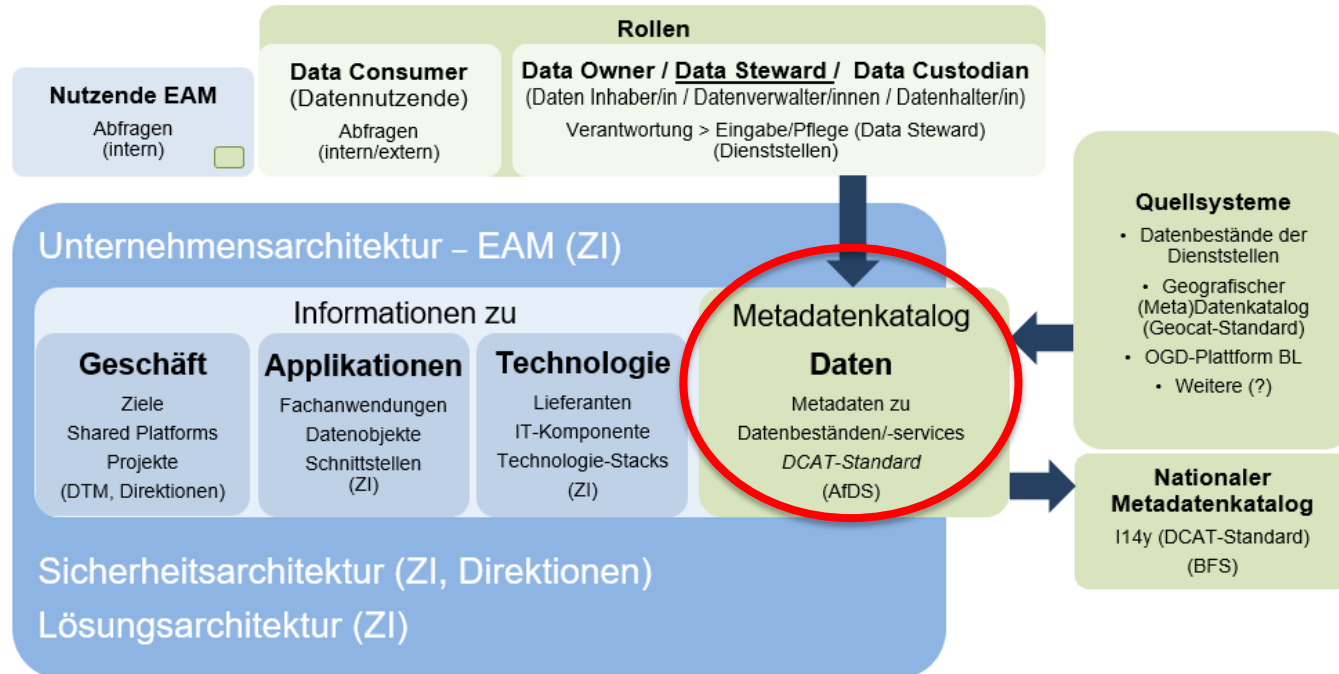 Rollen
Nutzende EAM
Abfragen
(intern)
Data Consumer
(Datennutzende)
Abfragen
(intern/extern)
Data Owner / Data Steward / Data Custodian
(Daten Inhaber/in / Datenverwalter/innen / Datenhalter/in)
Verantwortung > Eingabe/Pflege (Data Steward)
(Dienststellen)
Quellsysteme
• Datenbestände der
Dienststellen
• Geografischer
(Meta)Datenkatalog
(Geocat-Standard)
• OGD-Plattform BL
• Weitere (?)
Unternehmensarchitektur – EAM (ZI)
Informationen zu
Geschäft
Ziele
Shared Platforms
Projekte
(DTM, Direktionen)
Applikationen
Fachanwendungen
Datenobjekte
Schnittstellen
(ZI)
Technologie
Lieferanten
IT-Komponente
Technologie-Stacks
(ZI)
Metadatenkatalog
Daten
Metadaten zu
Datenbeständen/-services
DCAT-Standard
(AfDS)
Nationaler
Metadatenkatalog
I14y (DCAT-Standard)
(BFS)
Sicherheitsarchitektur (ZI, Direktionen)
Lösungsarchitektur (ZI)